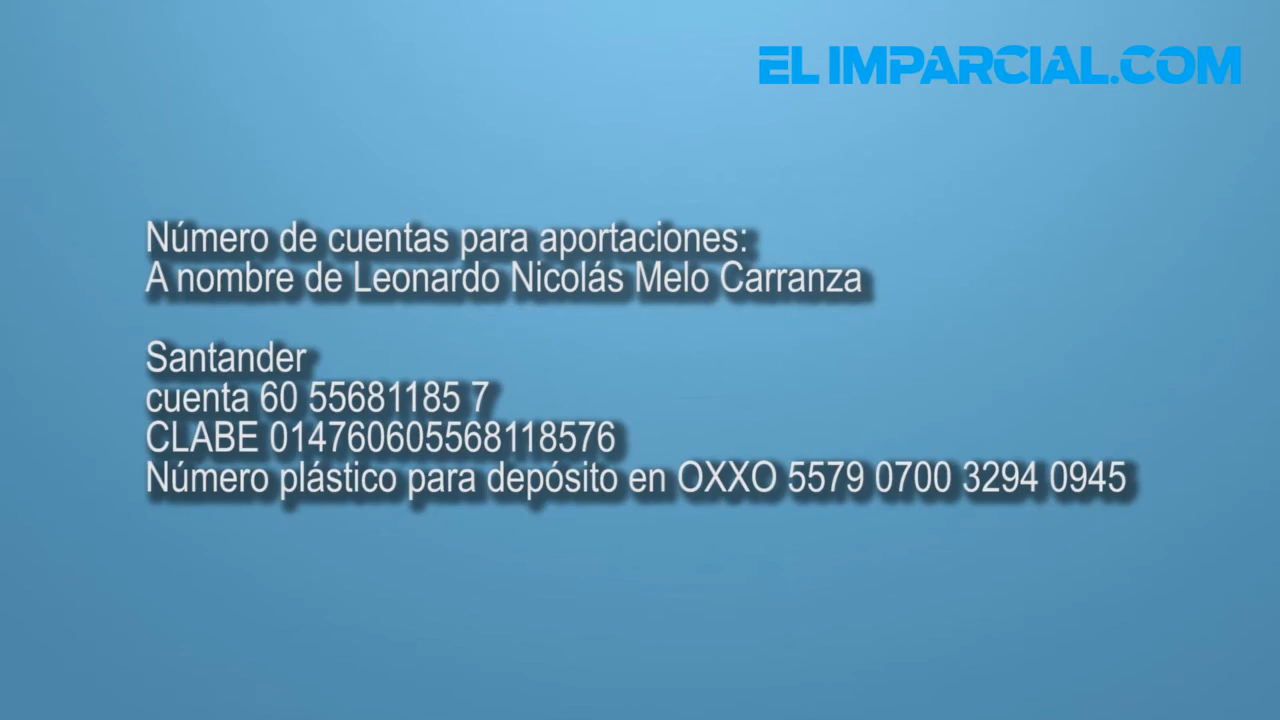 EL IMPARCIAL.COM
Número de cuentas para aportaciones:
A nombre de Leonardo Nicolás Melo Carranza
Santander
cuenta 60 55681185 7
CLABE 014760605568118576
Número plástico para depósito en OXXO 5579 0700 3294 0945